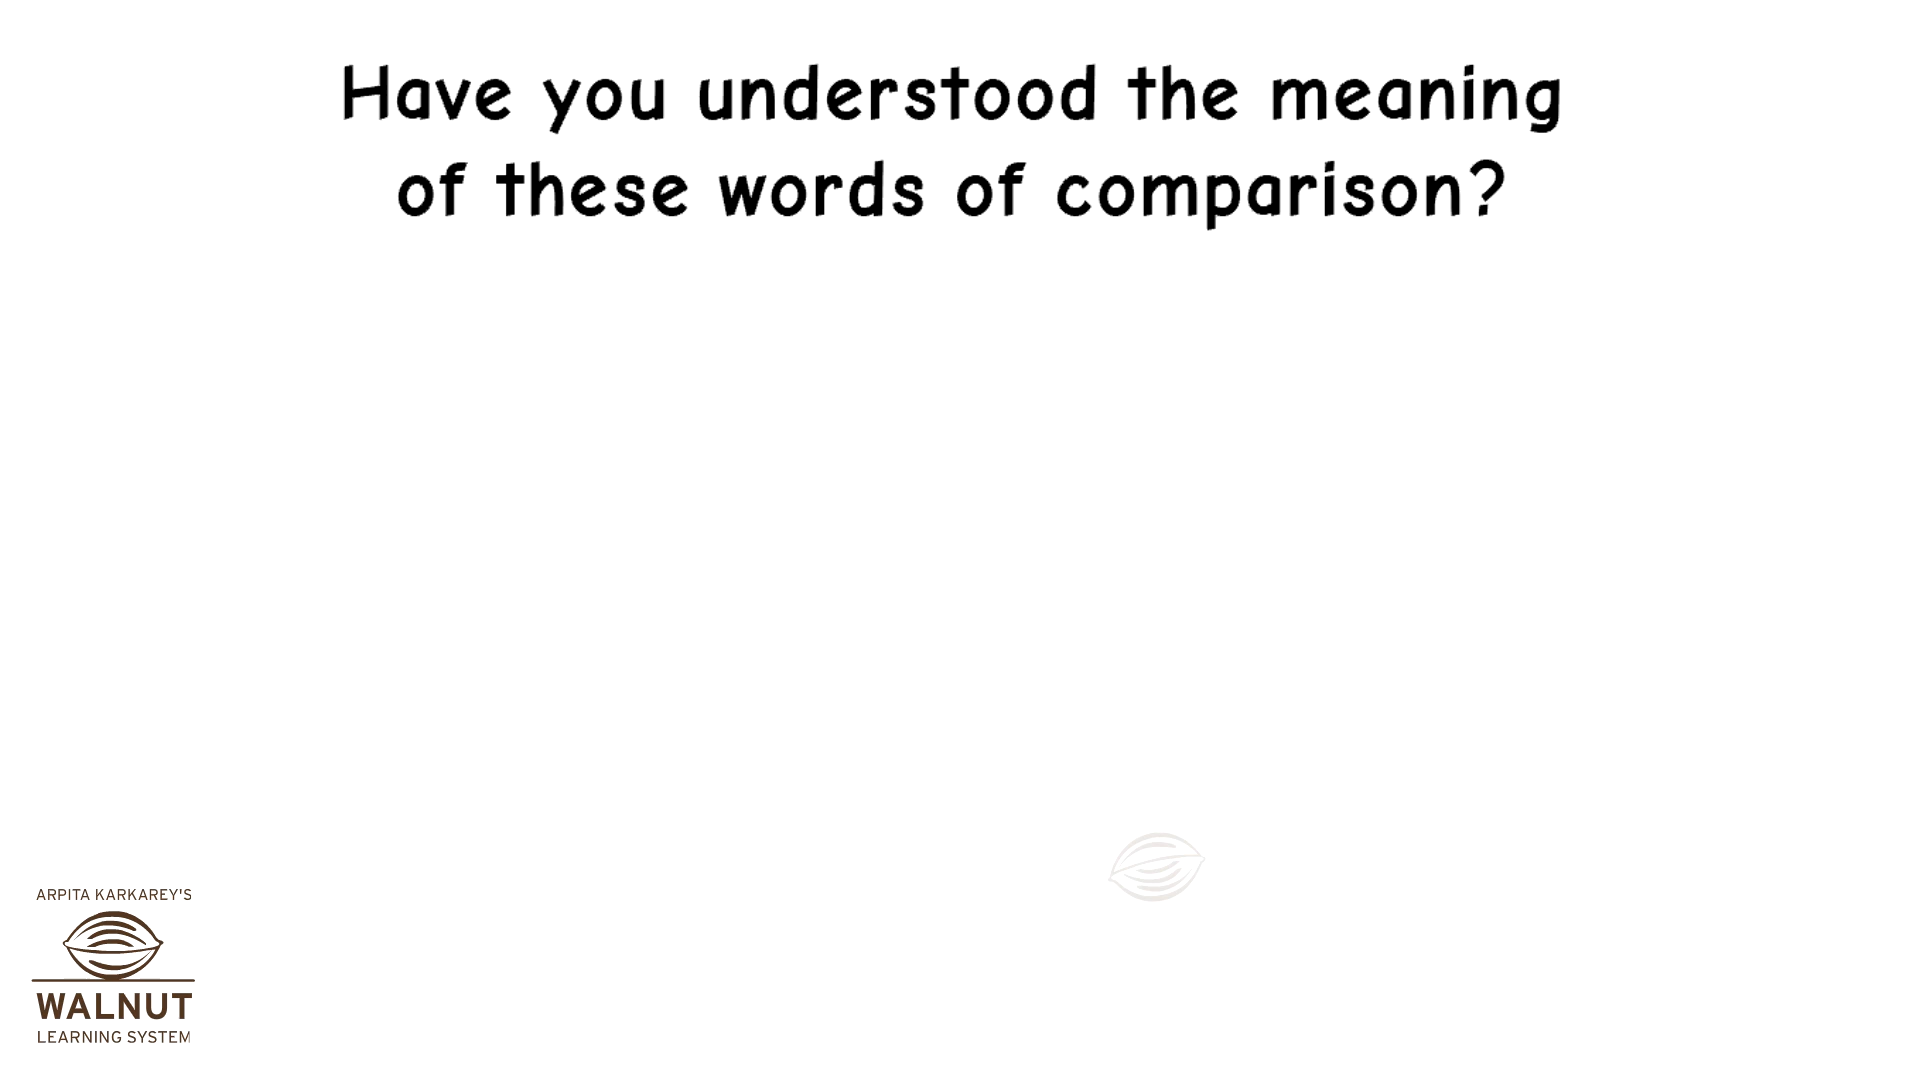 Have you understood the meaning
of these words of comparison?
ARPITA KARKAREY'S
WALNUT
LEARNING SYSTEM